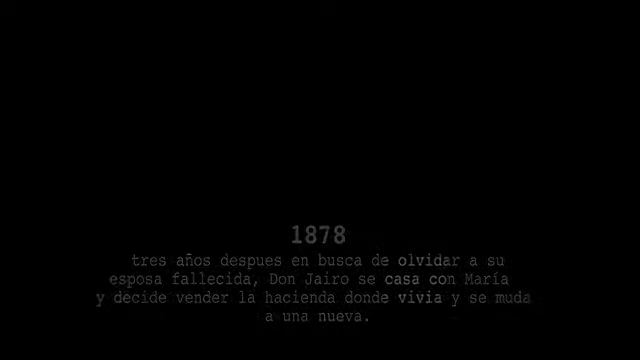 1878
tres años despues en busca de olvidar a su
esposa fallecida, Don Jairo se casa con María
y decide vender la hacienda donde vivia y se muda
a una nueva.